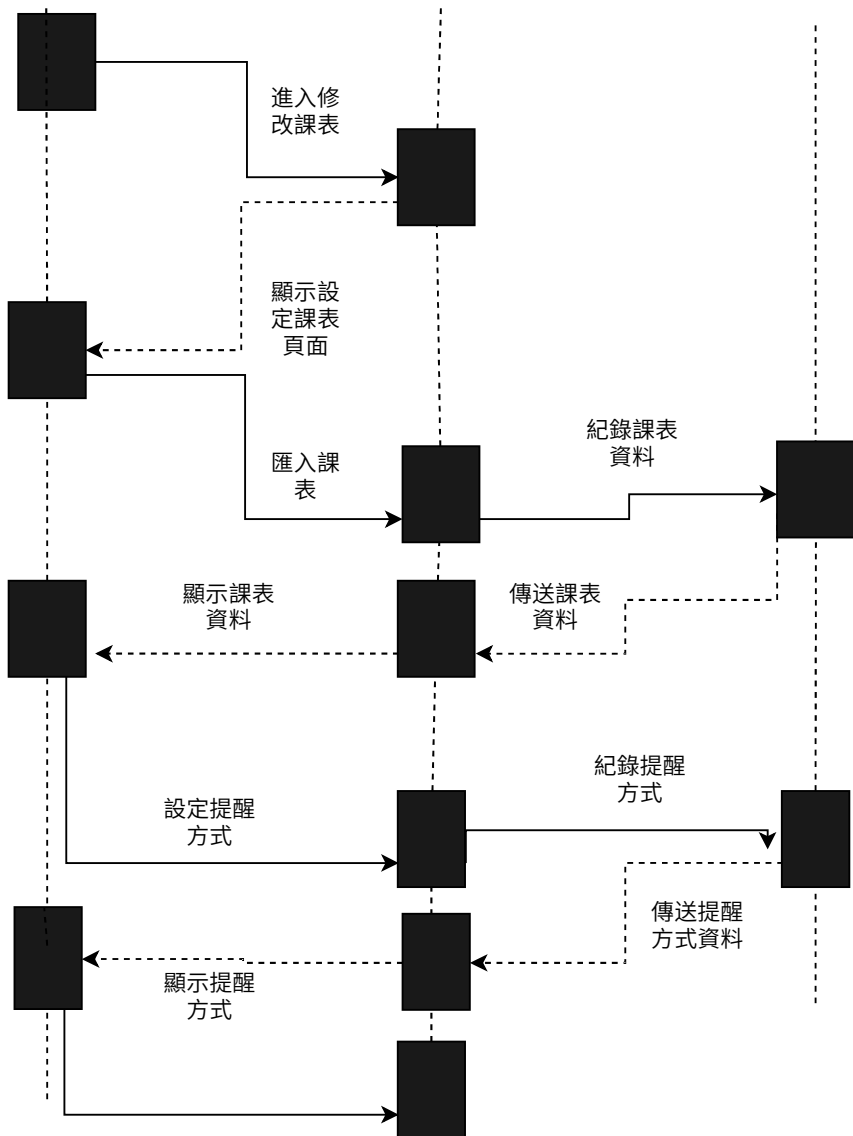 進入修
改課表
顯示設
定課表
頁面
匯入課
表
紀錄課表
資料
顯示課表
資料
傳送課表
資料
紀錄提醒
方式
設定提醒
方式
傳送提醒
方式資料
顯示提醒
方式